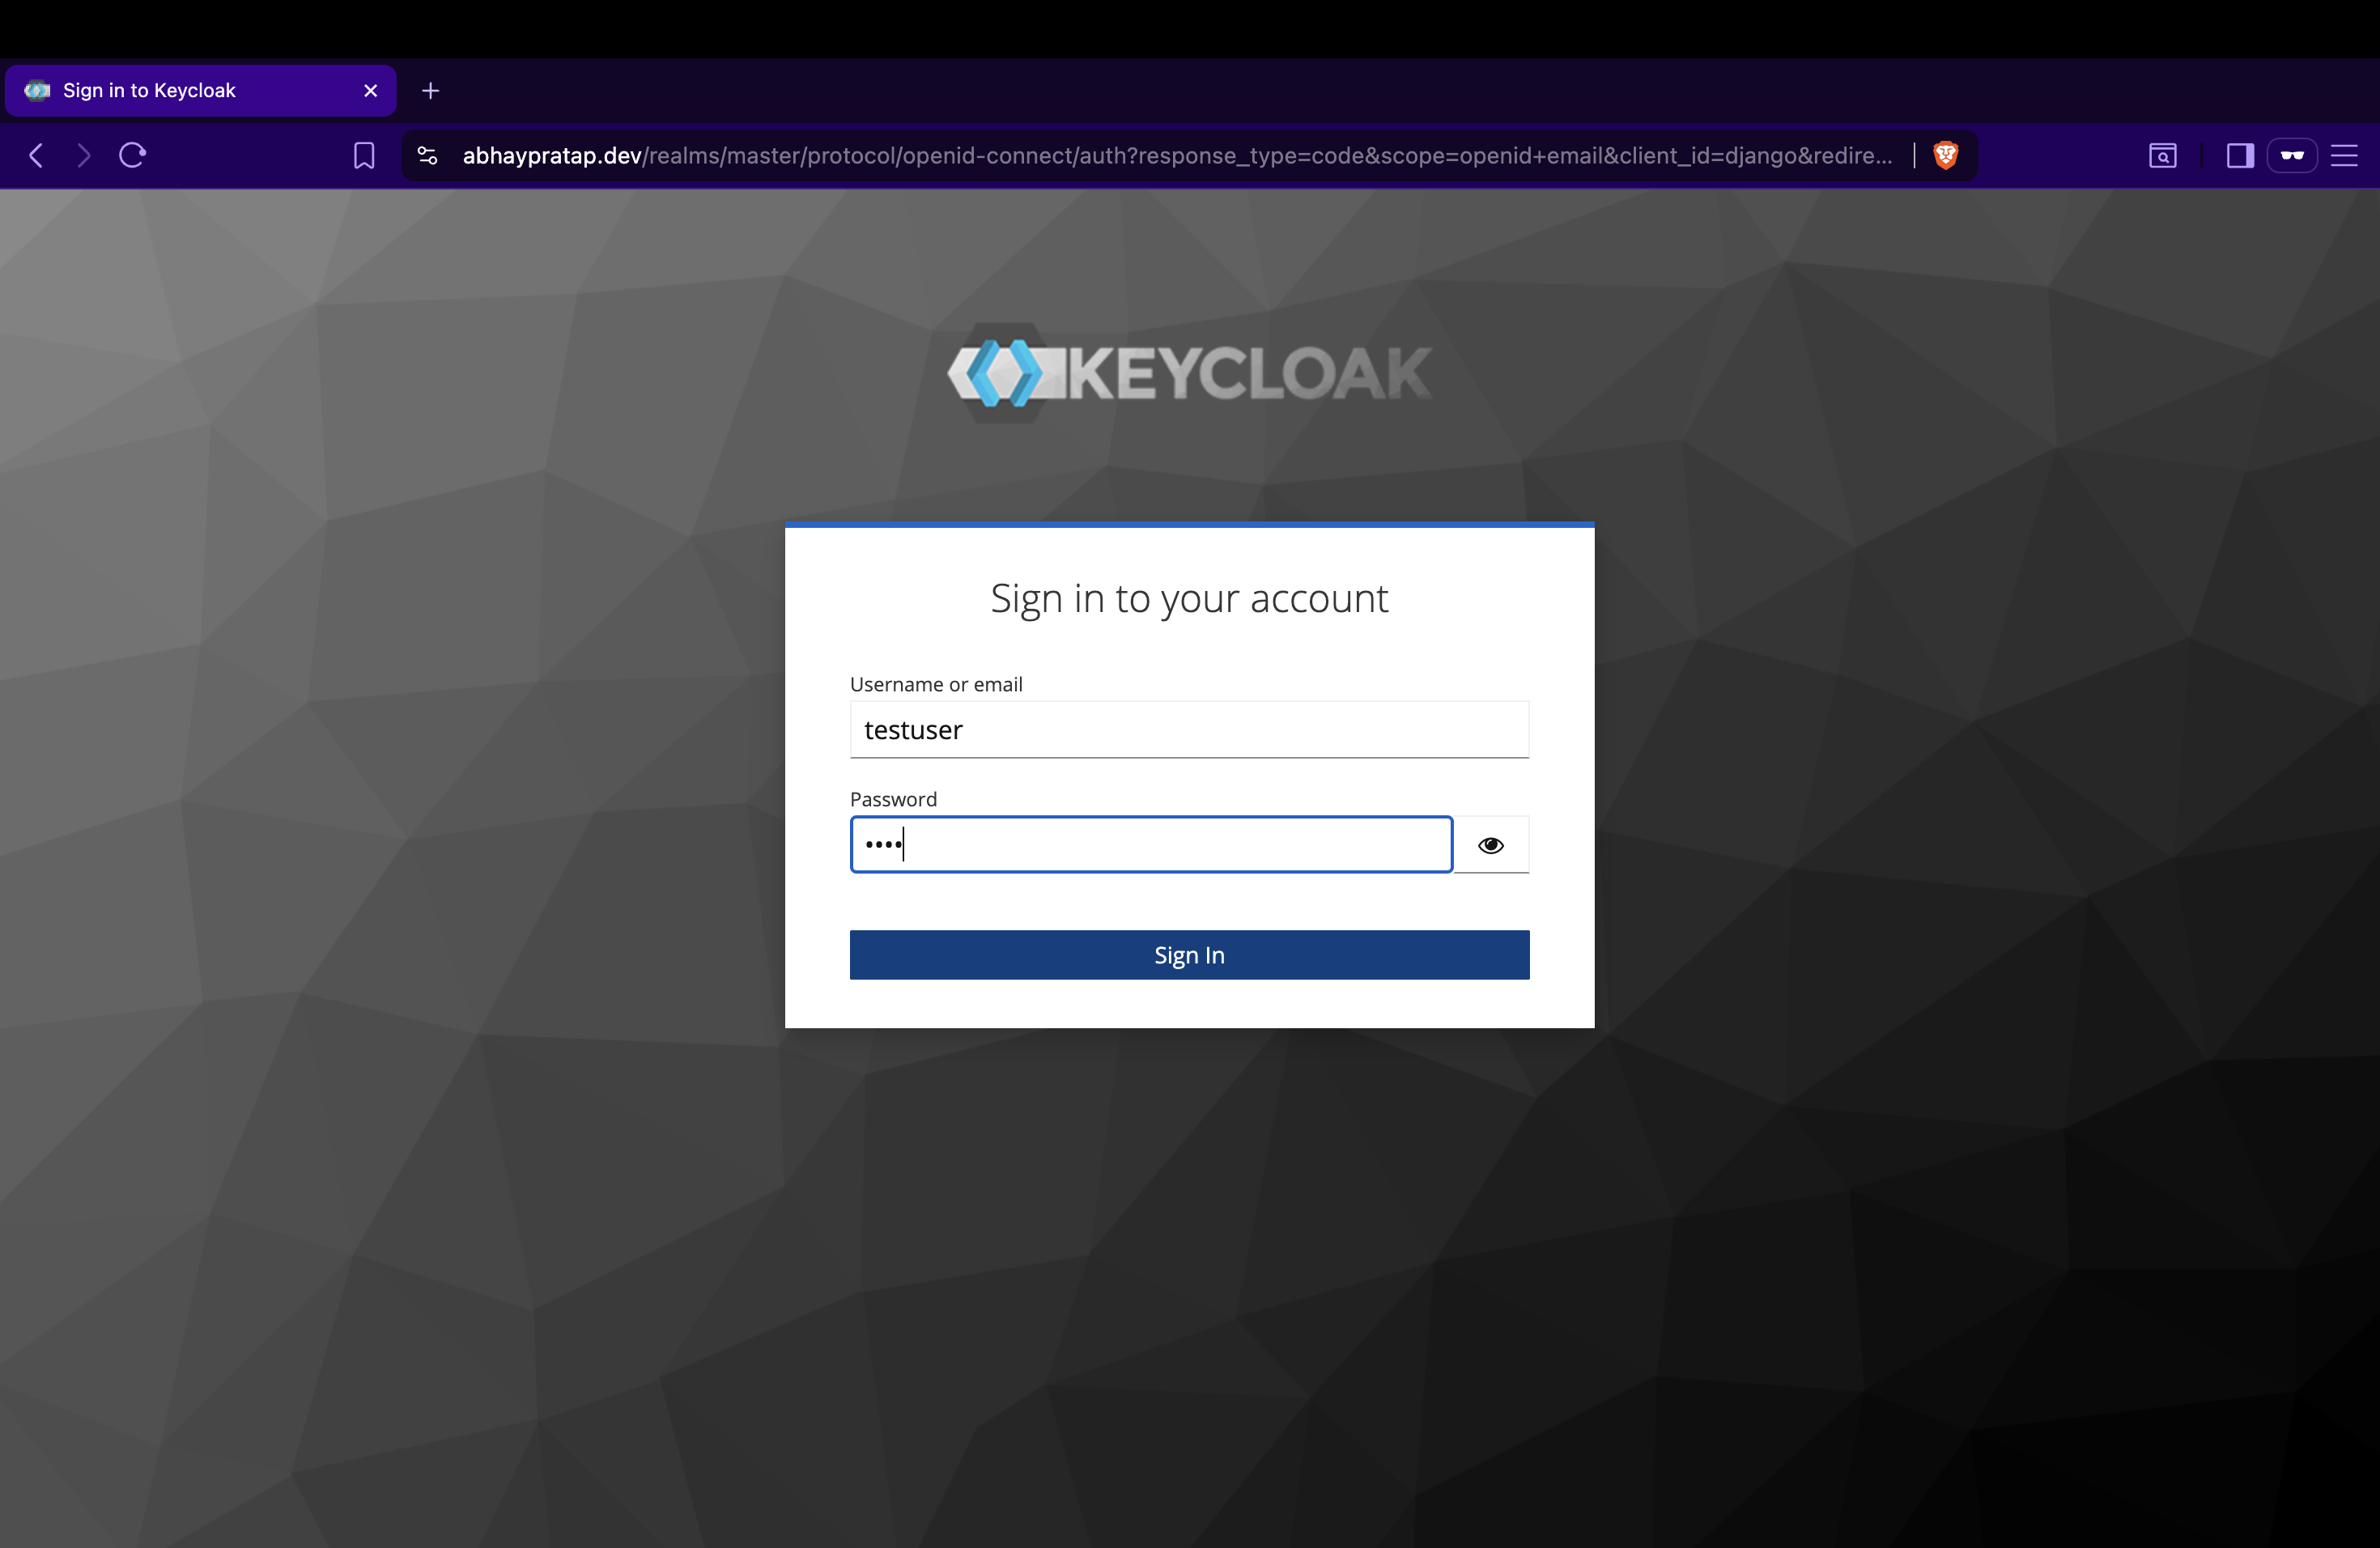 Sign in to Keycloak
abhaypratap.dev/realms/master/protocol/openid-connect/auth?response_type=code&scope=openid+email&client_id=django&redire...
KEYCLOAK
Sign in to your account
Username or email
testuser
Password
••••
Sign In